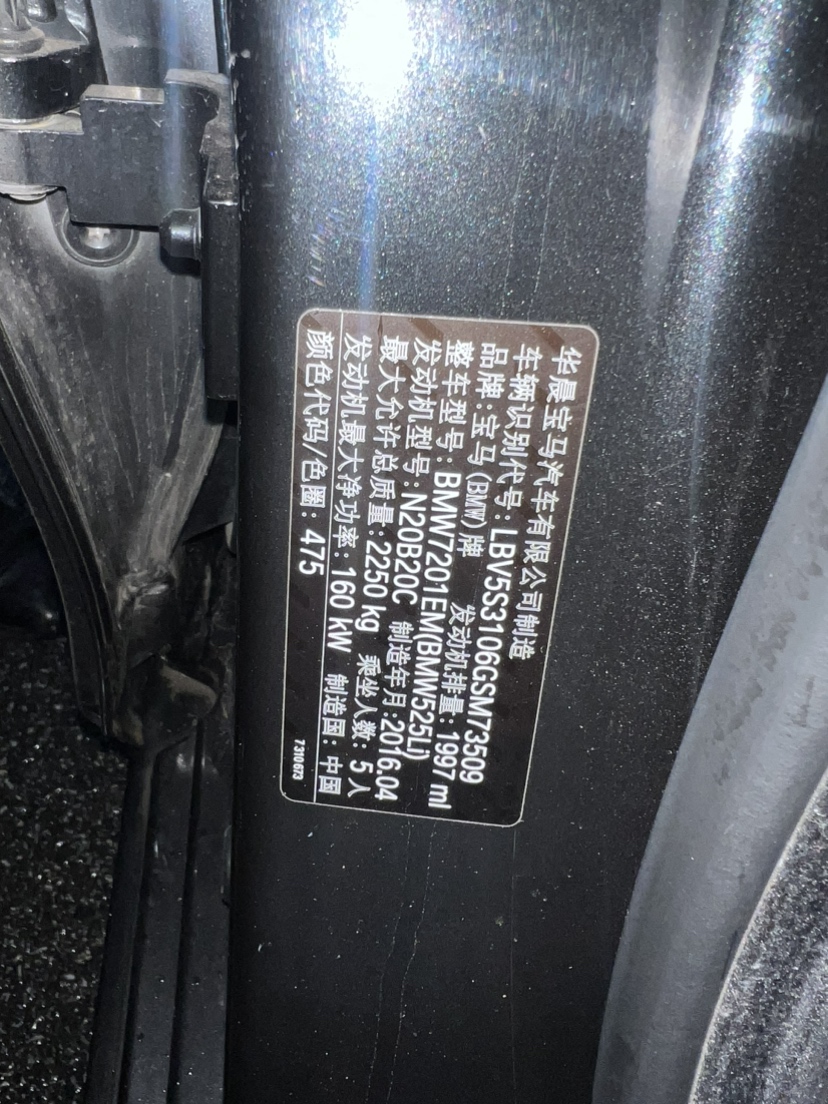 华晨宝马汽车有限公司制造
车辆识别代号:LBV5S3106GSM73509
品牌:宝马(BMW)牌 发动机排量:1997 ml
整车型号:BMW7201EM(BMW525Li)
发动机型号:N20B20C 制造年月:2016.04
最大允许总质量:2250 kg 乘坐人数:5人
发动机最大净功率:160 kW 制造国:中国
颜色代码/色圈:475
7310673